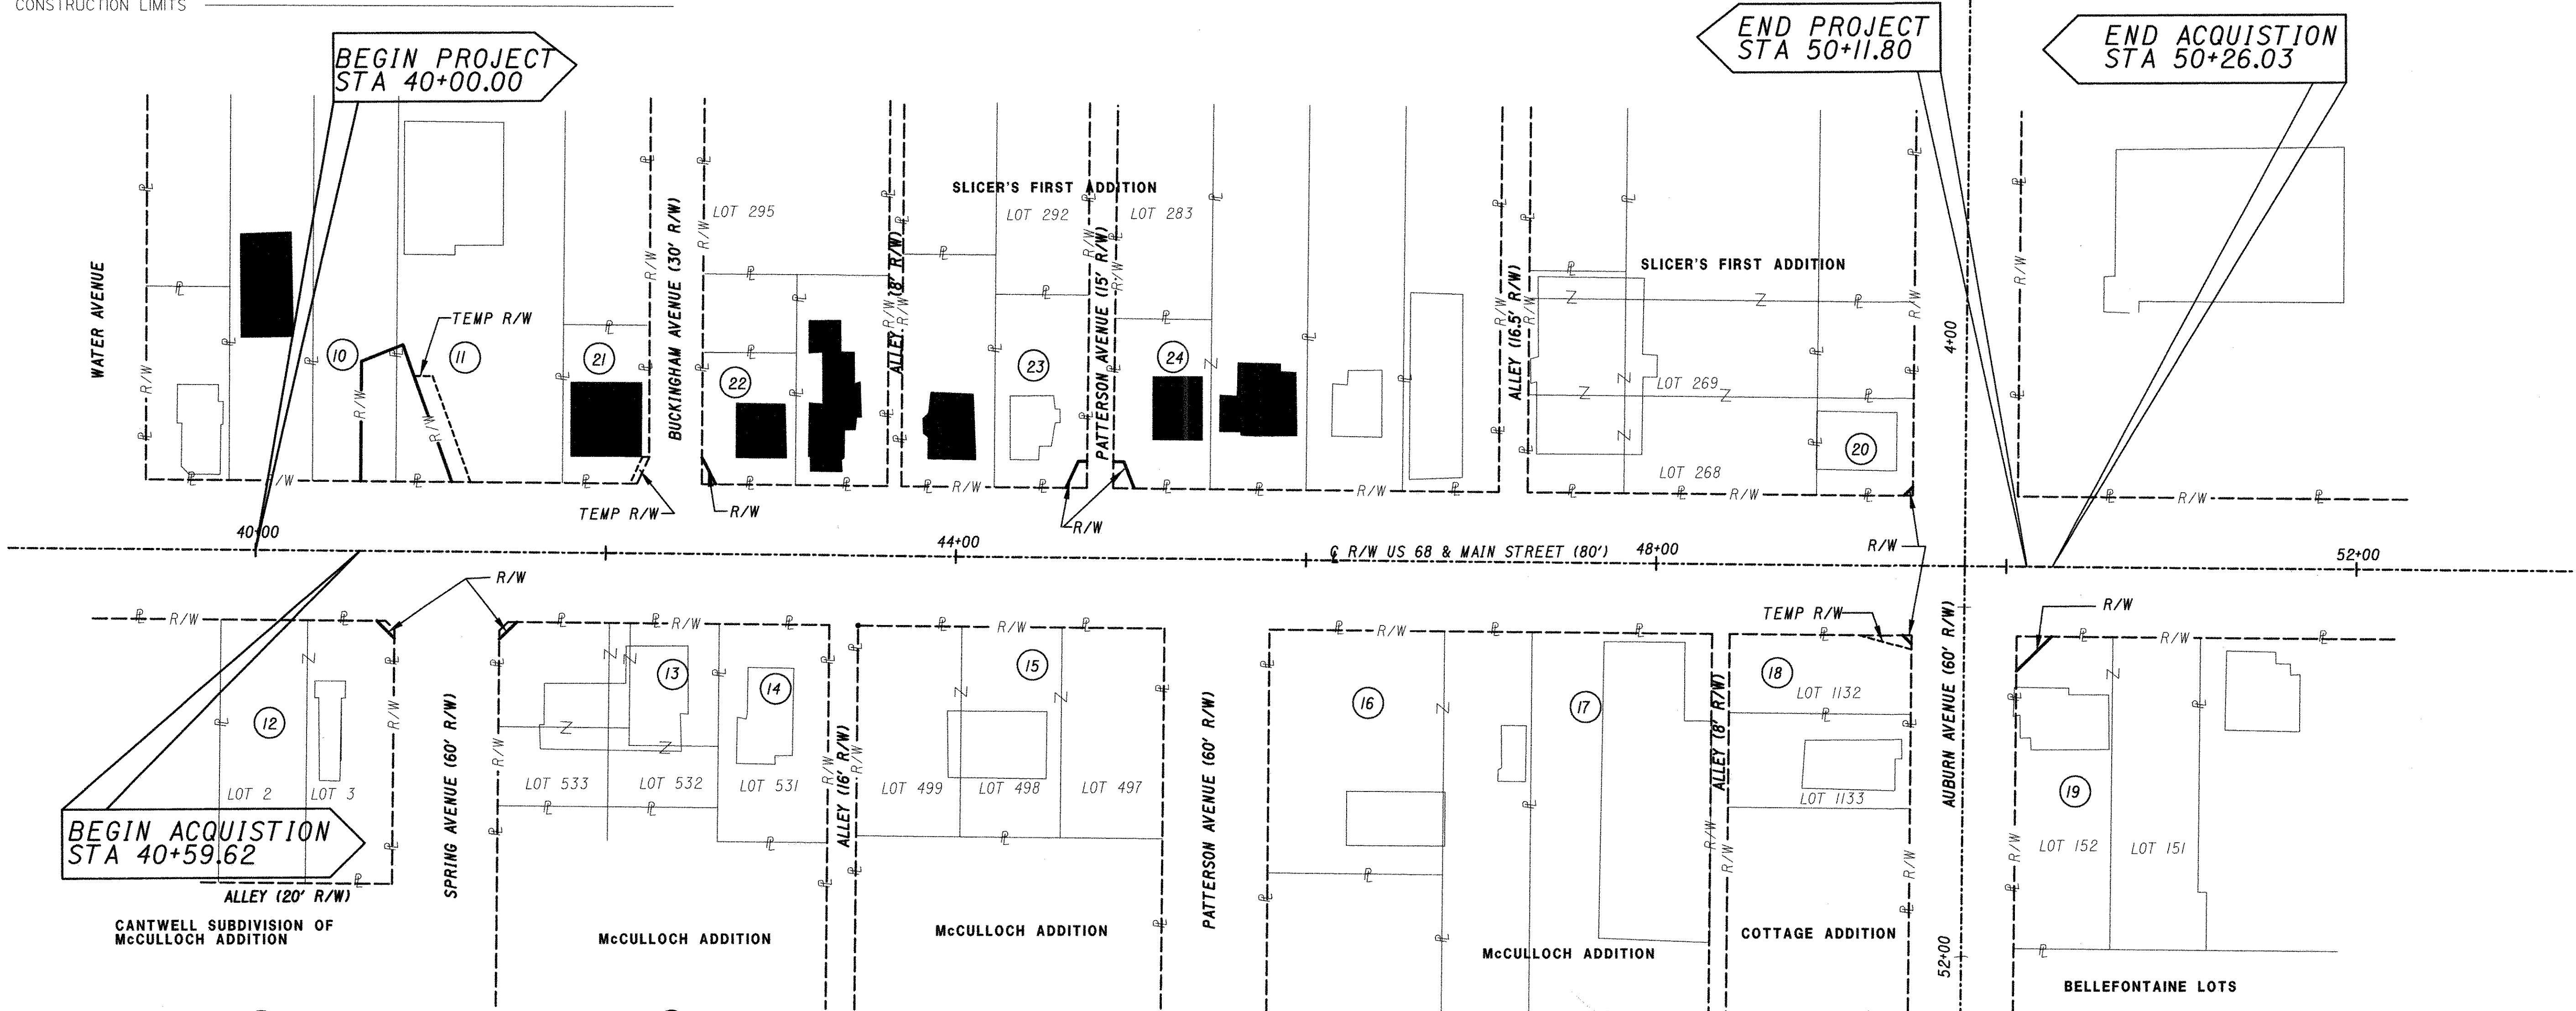 CONSTRUCTION LIMITS
BEGIN PROJECT
STA 40+00.00
END PROJECT
STA 50+11.80
END ACQUISTION
STA 50+26.03
WATER AVENUE
R/W
10
TEMP R/W
11
R/W
R/W
R/W
21
TEMP R/W
R/W
BUCKINGHAM AVENUE (30' R/W)
R/W
LOT 295
22
R/W
ALLEY (8' R/W)
R/W
R/W
SLICER'S FIRST ADDITION
LOT 292
23
R/W
R/W
PATTERSON AVENUE (15' R/W)
R/W
R/W
LOT 283
24
R/W
R/W
ALLEY (16.5' R/W)
R/W
SLICER'S FIRST ADDITION
LOT 269
LOT 268
20
R/W
R/W
R/W
4+00
R/W
R/W
40+00
44+00
℄ R/W US 68 & MAIN STREET (80')
48+00
52+00
R/W
R/W
12
LOT 2
LOT 3
R/W
BEGIN ACQUISTION
STA 40+59.62
ALLEY (20' R/W)
CANTWELL SUBDIVISION OF
McCULLOCH ADDITION
SPRING AVENUE (60' R/W)
R/W
R/W
13
14
LOT 533
LOT 532
LOT 531
R/W
ALLEY (16' R/W)
R/W
McCULLOCH ADDITION
R/W
15
LOT 499
LOT 498
LOT 497
McCULLOCH ADDITION
PATTERSON AVENUE (60' R/W)
R/W
16
17
R/W
ALLEY (8' R/W)
R/W
McCULLOCH ADDITION
TEMP R/W
18
LOT 1132
LOT 1133
R/W
COTTAGE ADDITION
AUBURN AVENUE (60' R/W)
52+00
R/W
R/W
R/W
19
LOT 152
LOT 151
BELLEFONTAINE LOTS